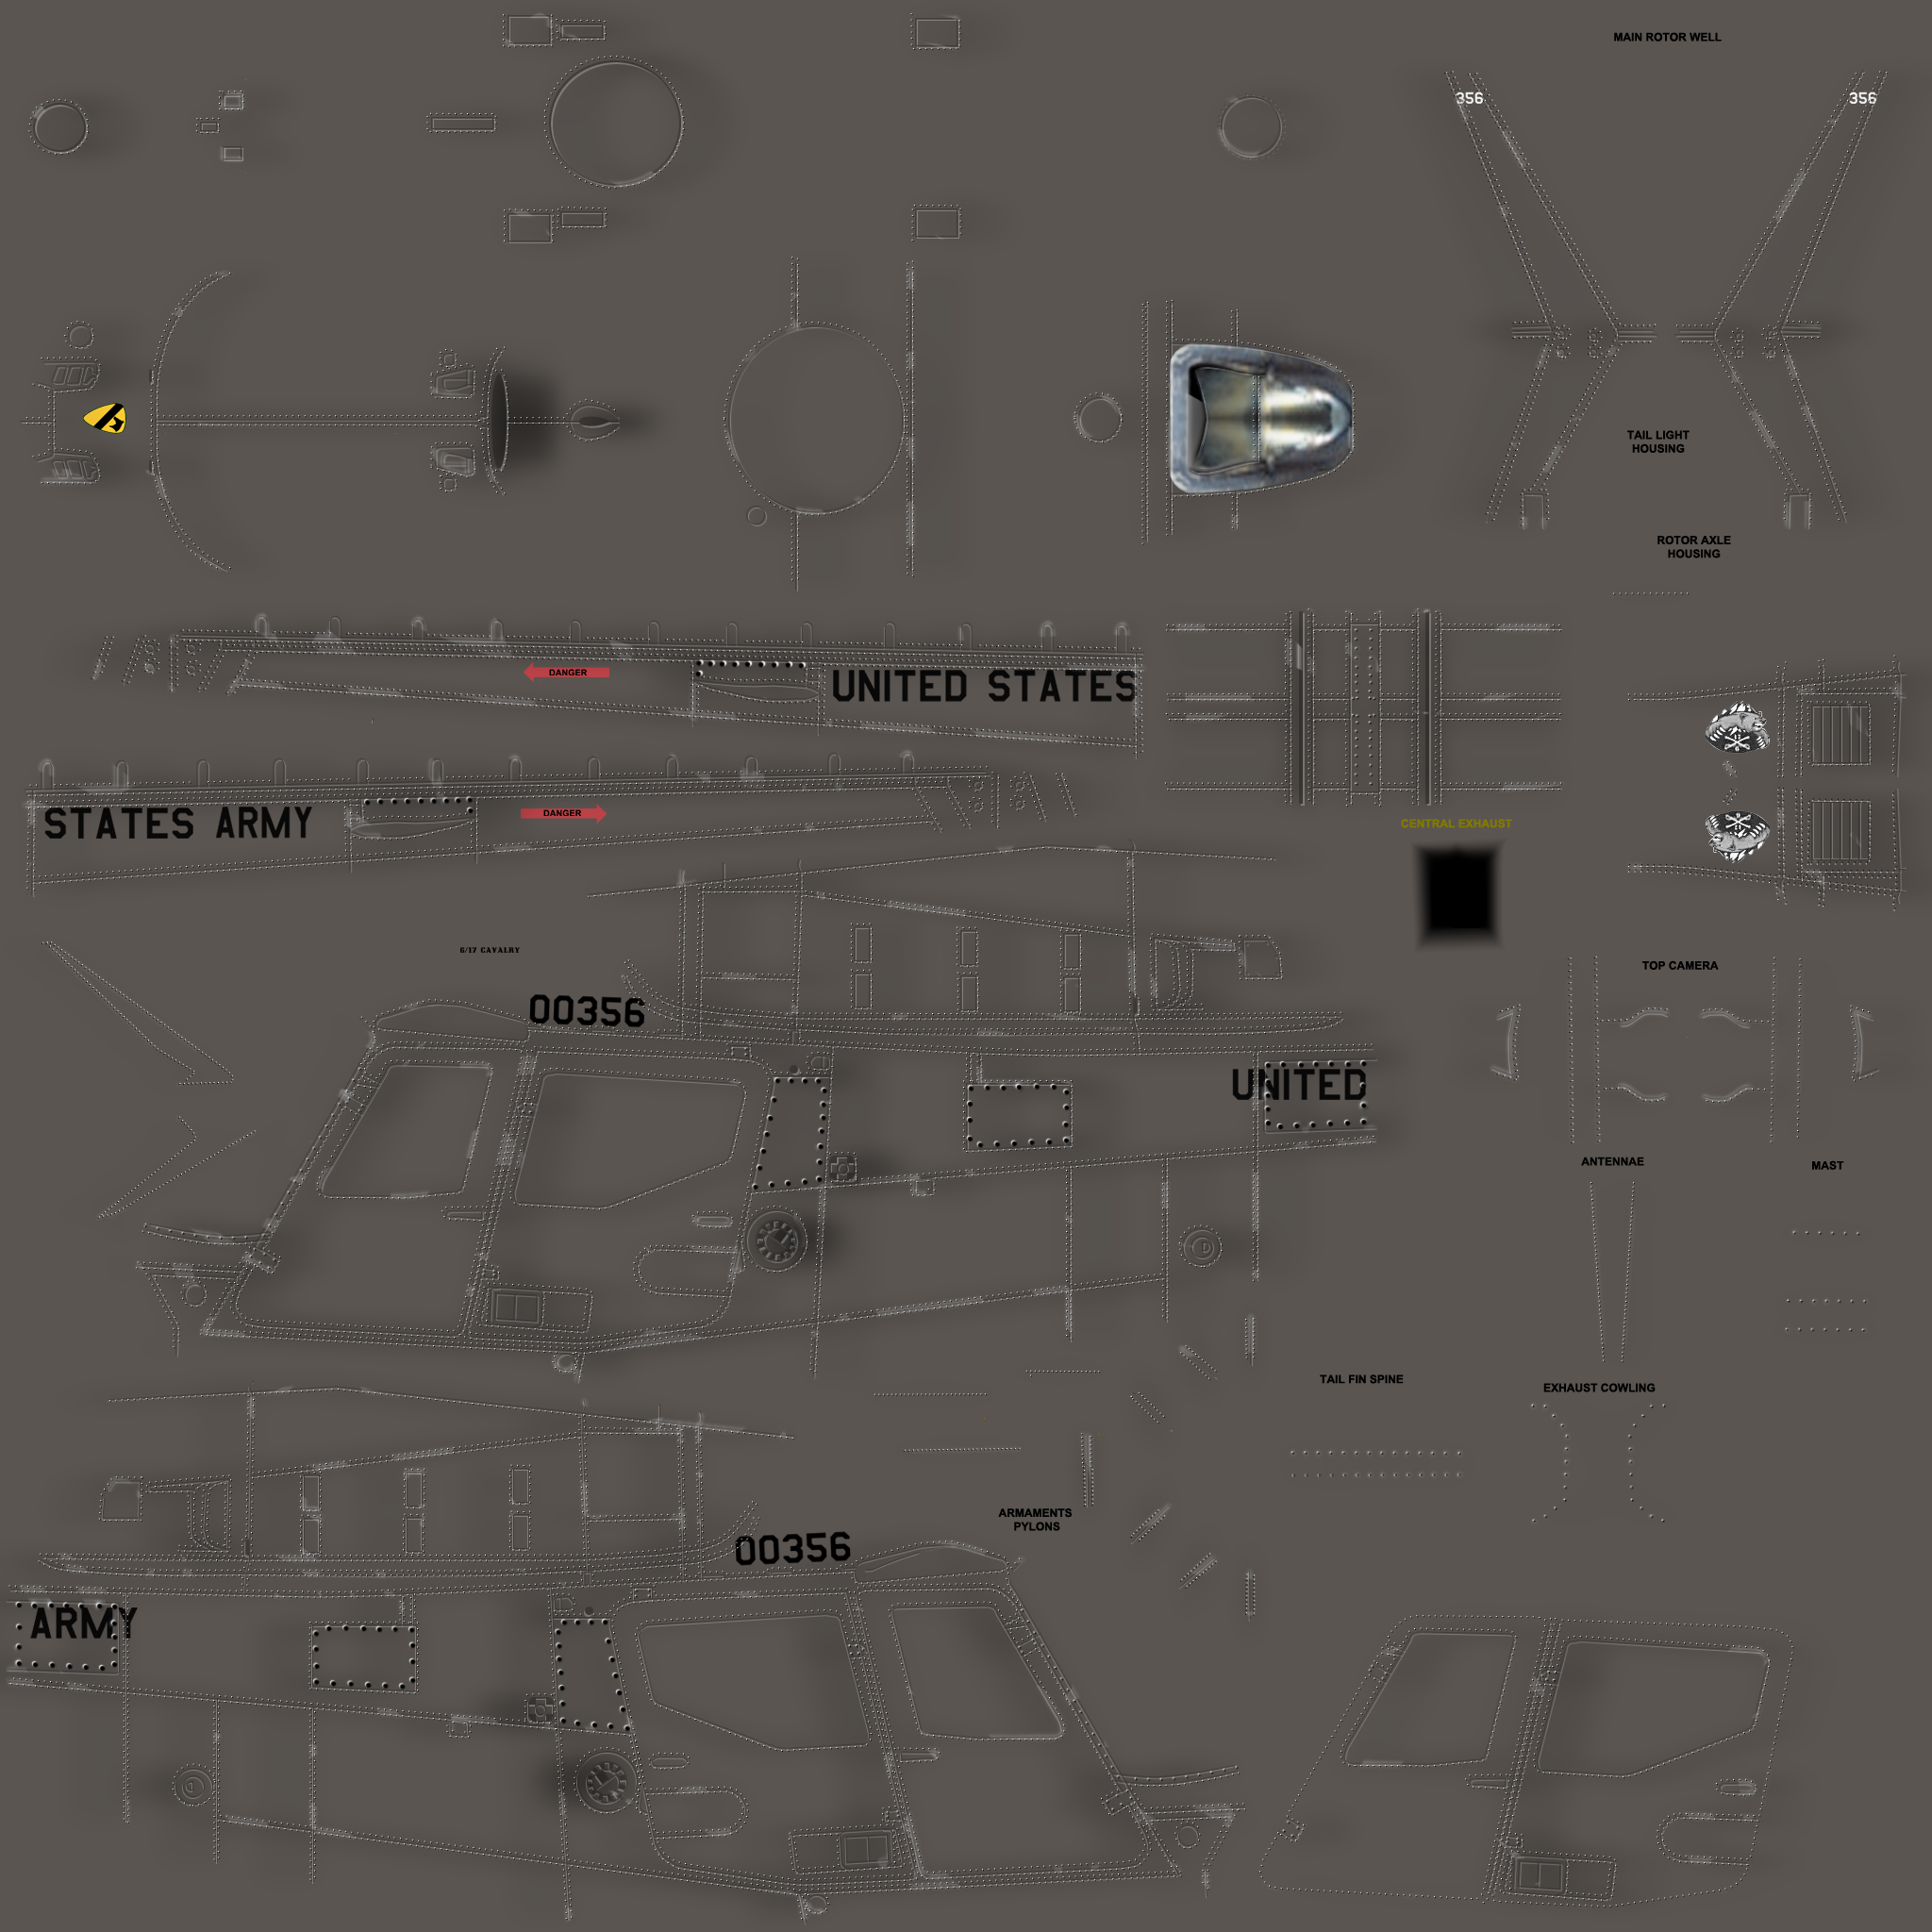 MAIN ROTOR WELL
356
356
TAIL LIGHT
HOUSING
ROTOR AXLE
HOUSING
DANGER
UNITED STATES
STATES ARMY
DANGER
CENTRAL EXHAUST
6/17 CAVALRY
TOP CAMERA
00356
UNITED
ANTENNAE
MAST
TAIL FIN SPINE
EXHAUST COWLING
ARMAMENTS
PYLONS
00356
ARMY